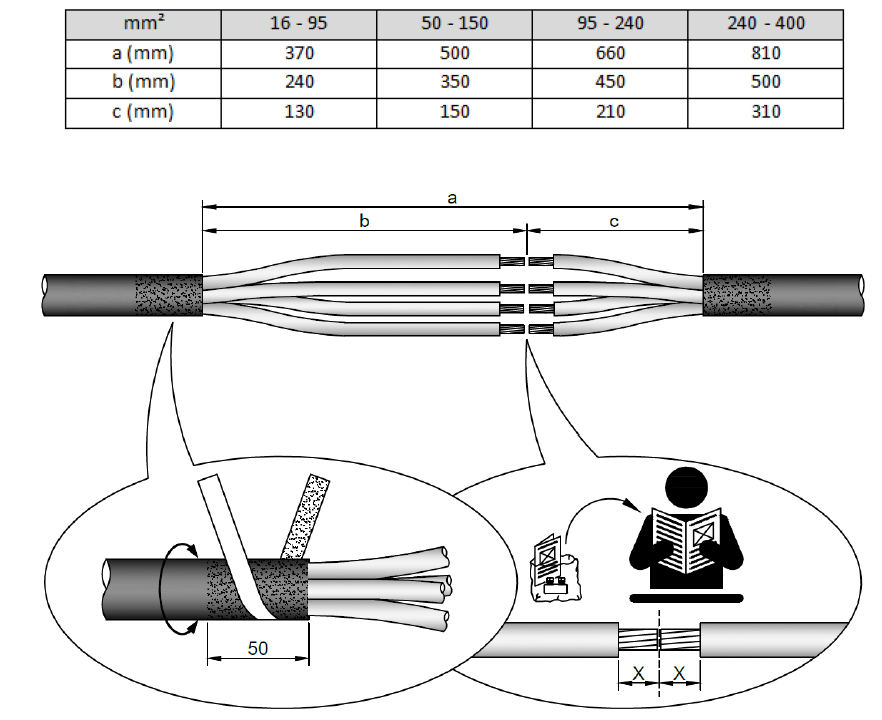 mm² 16 - 95 50 - 150 95 - 240 240 - 400
a (mm) 370 500 660 810
b (mm) 240 350 450 500
c (mm) 130 150 210 310
a
b c
50
X X